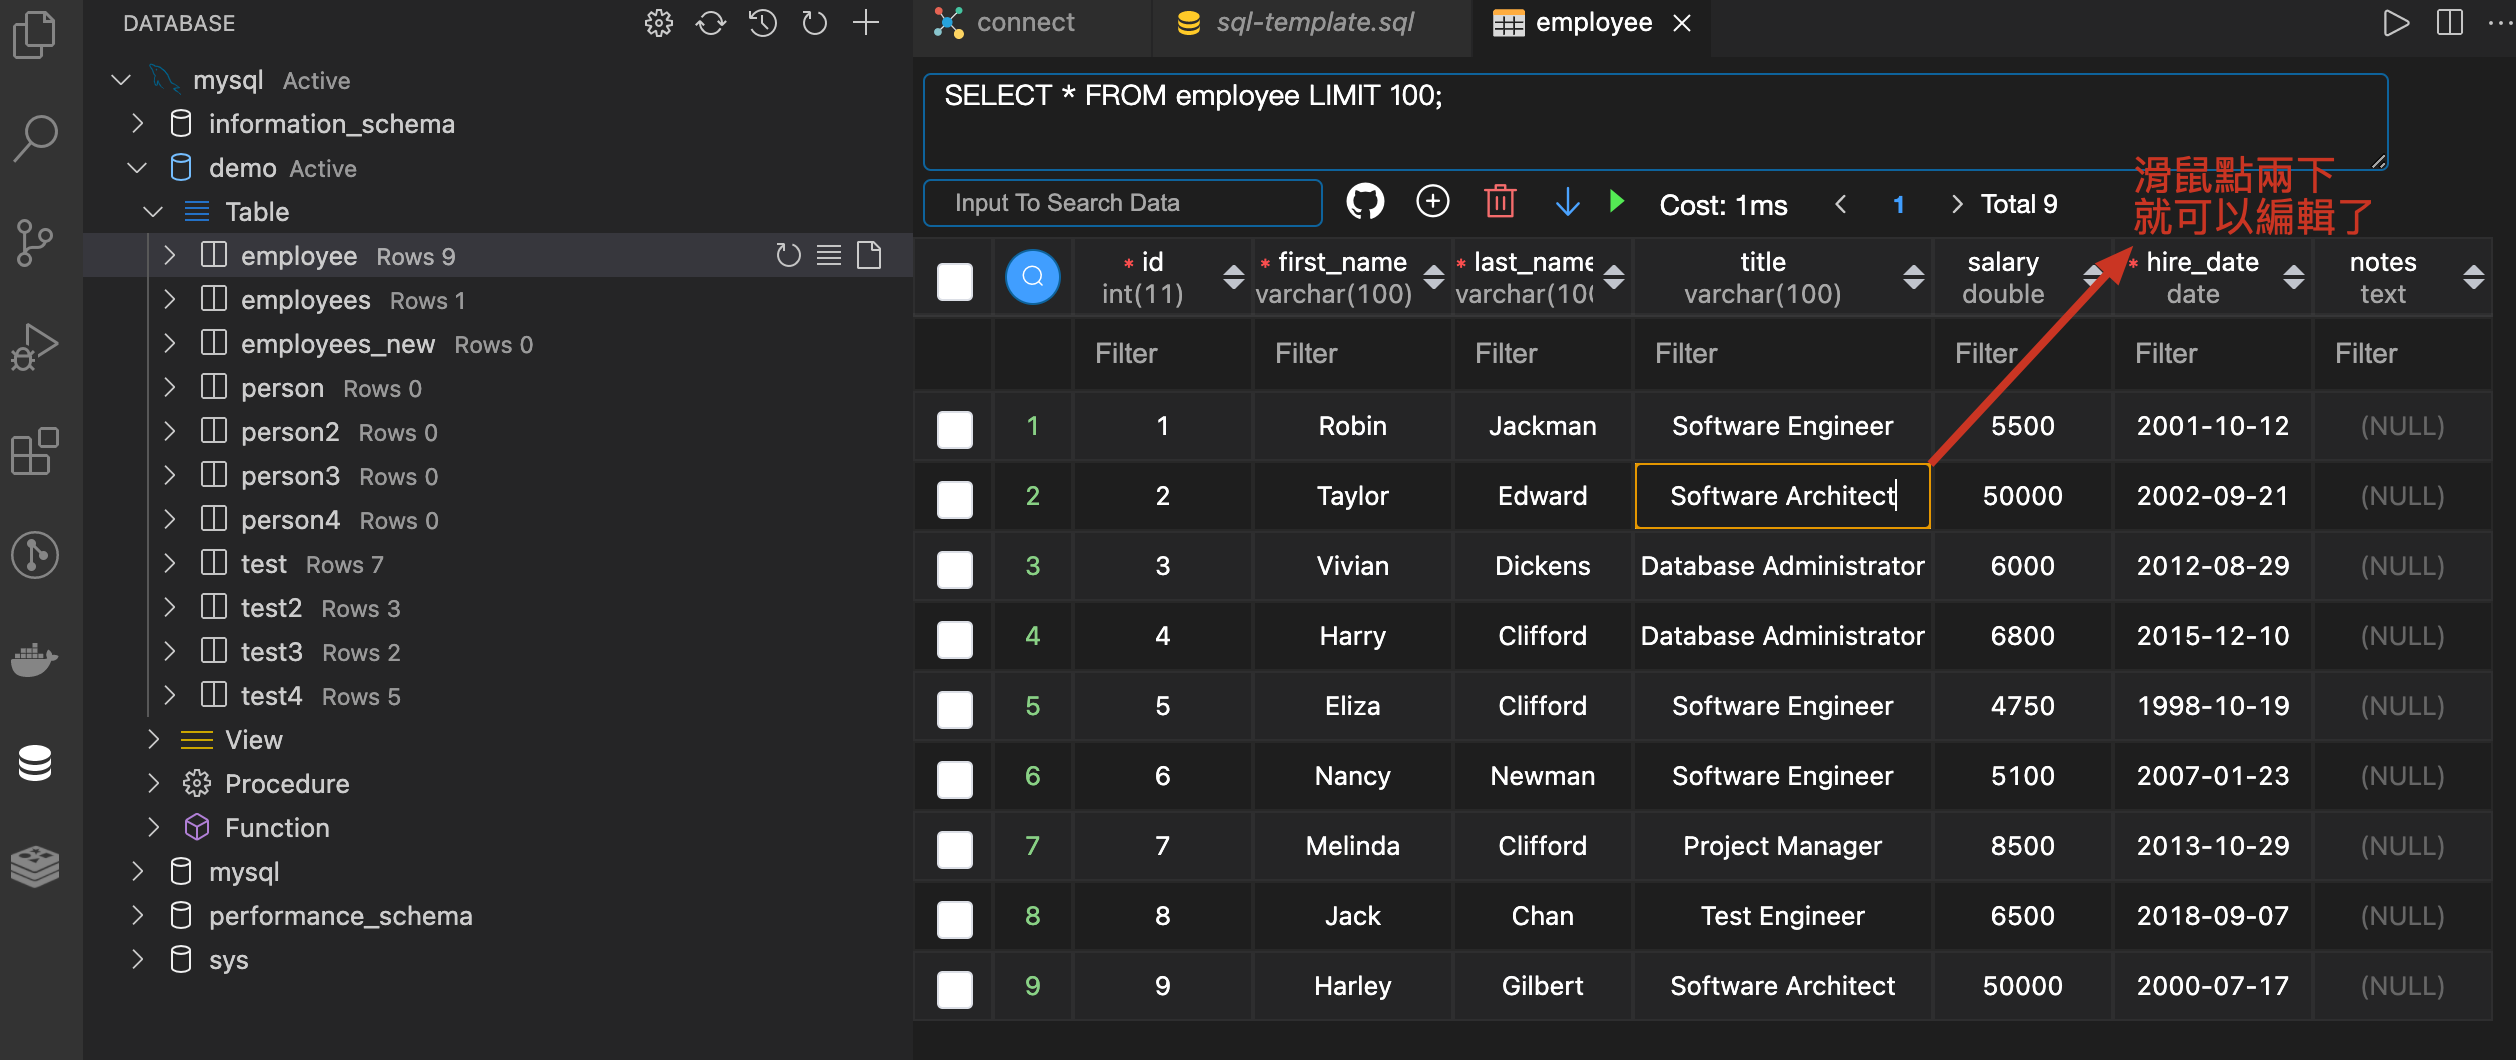 DATABASE
mysql Active
information_schema
demo Active
Table
employee Rows 9
employees Rows 1
employees_new Rows 0
person Rows 0
person2 Rows 0
person3 Rows 0
person4 Rows 0
test Rows 7
test2 Rows 3
test3 Rows 2
test4 Rows 5
View
Procedure
Function
mysql
performance_schema
sys
connect sql-template.sql employee
SELECT * FROM employee LIMIT 100;
滑鼠點兩下
就可以編輯了
Input To Search Data Cost: 1ms 1 Total 9
* id * first_name * last_name title salary * hire_date notes
int(11) varchar(100) varchar(10 varchar(100) double date text
Filter Filter Filter Filter Filter Filter Filter
1 1 Robin Jackman Software Engineer 5500 2001-10-12 (NULL)
2 2 Taylor Edward Software Architect 50000 2002-09-21 (NULL)
3 3 Vivian Dickens Database Administrator 6000 2012-08-29 (NULL)
4 4 Harry Clifford Database Administrator 6800 2015-12-10 (NULL)
5 5 Eliza Clifford Software Engineer 4750 1998-10-19 (NULL)
6 6 Nancy Newman Software Engineer 5100 2007-01-23 (NULL)
7 7 Melinda Clifford Project Manager 8500 2013-10-29 (NULL)
8 8 Jack Chan Test Engineer 6500 2018-09-07 (NULL)
9 9 Harley Gilbert Software Architect 50000 2000-07-17 (NULL)